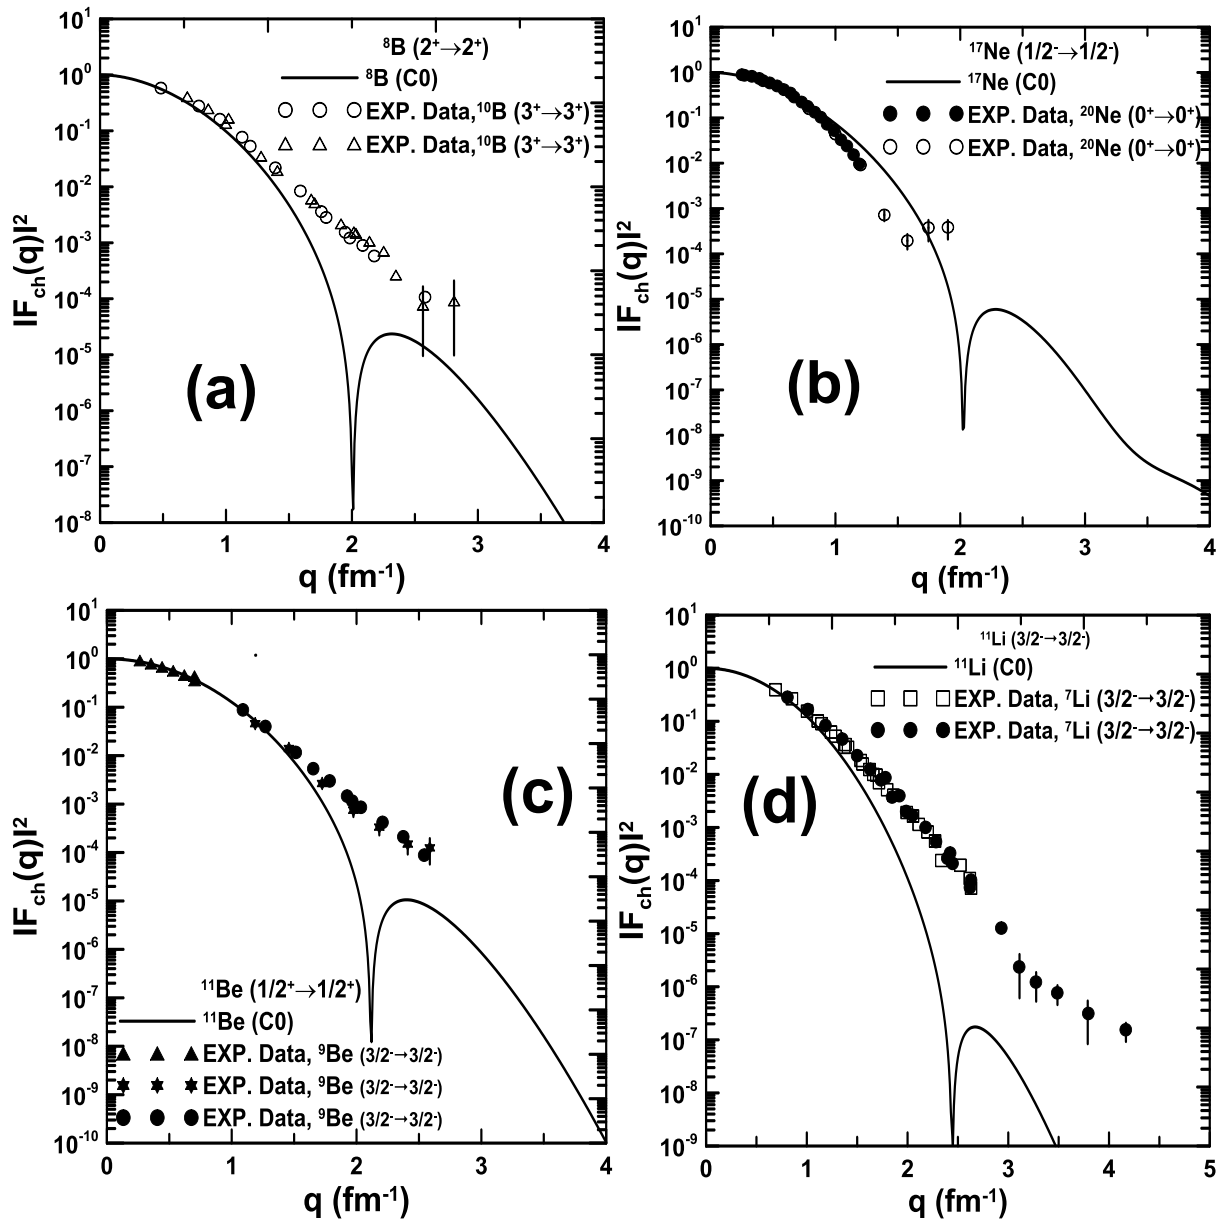 10¹
10⁰
10⁻¹
10⁻²
10⁻³
10⁻⁴
10⁻⁵
10⁻⁶
10⁻⁷
10⁻⁸
IF_ch(q)I²
⁸B (2⁺→2⁺)
⁸B (C0)
EXP. Data,¹⁰B (3⁺→3⁺)
EXP. Data,¹⁰B (3⁺→3⁺)
(a)
0 1 2 3 4
q (fm⁻¹)
10¹
10⁰
10⁻¹
10⁻²
10⁻³
10⁻⁴
10⁻⁵
10⁻⁶
10⁻⁷
10⁻⁸
10⁻⁹
10⁻¹⁰
IF_ch(q)I²
¹⁷Ne (1/2⁻→1/2⁻)
¹⁷Ne (C0)
EXP. Data, ²⁰Ne (0⁺→0⁺)
EXP. Data, ²⁰Ne (0⁺→0⁺)
(b)
0 1 2 3 4
q (fm⁻¹)
10¹
10⁰
10⁻¹
10⁻²
10⁻³
10⁻⁴
10⁻⁵
10⁻⁶
10⁻⁷
10⁻⁸
10⁻⁹
10⁻¹⁰
IF_ch(q)I²
(c)
¹¹Be (1/2⁺→1/2⁺)
¹¹Be (C0)
EXP. Data, ⁹Be (3/2⁻→3/2⁻)
EXP. Data, ⁹Be (3/2⁻→3/2⁻)
EXP. Data, ⁹Be (3/2⁻→3/2⁻)
0 1 2 3 4
q (fm⁻¹)
10¹
10⁰
10⁻¹
10⁻²
10⁻³
10⁻⁴
10⁻⁵
10⁻⁶
10⁻⁷
10⁻⁸
10⁻⁹
IF_ch(q)I²
¹¹Li (3/2⁻→3/2⁻)
¹¹Li (C0)
EXP. Data, ⁷Li (3/2⁻→3/2⁻)
EXP. Data, ⁷Li (3/2⁻→3/2⁻)
(d)
0 1 2 3 4 5
q (fm⁻¹)